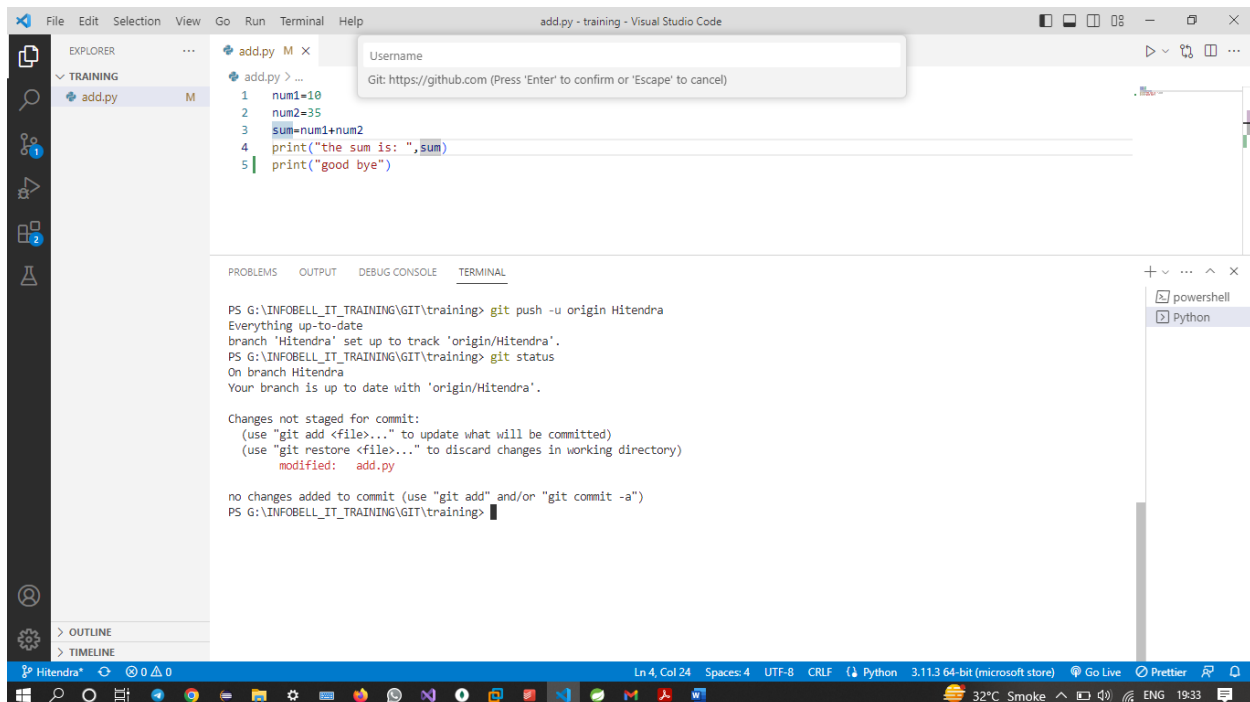 File Edit Selection View Go Run Terminal Help
add.py - training - Visual Studio Code
EXPLORER
TRAINING
add.py M
add.py M
Username
Git: https://github.com (Press 'Enter' to confirm or 'Escape' to cancel)
add.py > ...
1 num1=10
2 num2=35
3 sum=num1+num2
4 print("the sum is: ",sum)
5 print("good bye")
1
2
PROBLEMS OUTPUT DEBUG CONSOLE TERMINAL
powershell
Python
PS G:\INFOBELL_IT_TRAINING\GIT\training> git push -u origin Hitendra
Everything up-to-date
branch 'Hitendra' set up to track 'origin/Hitendra'.
PS G:\INFOBELL_IT_TRAINING\GIT\training> git status
On branch Hitendra
Your branch is up to date with 'origin/Hitendra'.
Changes not staged for commit:
(use "git add <file>..." to update what will be committed)
(use "git restore <file>..." to discard changes in working directory)
modified: add.py
no changes added to commit (use "git add" and/or "git commit -a")
PS G:\INFOBELL_IT_TRAINING\GIT\training>
OUTLINE
TIMELINE
Hitendra* 0 0
Ln 4, Col 24 Spaces: 4 UTF-8 CRLF Python 3.11.3 64-bit (microsoft store) Go Live Prettier
32°C Smoke ENG 19:33